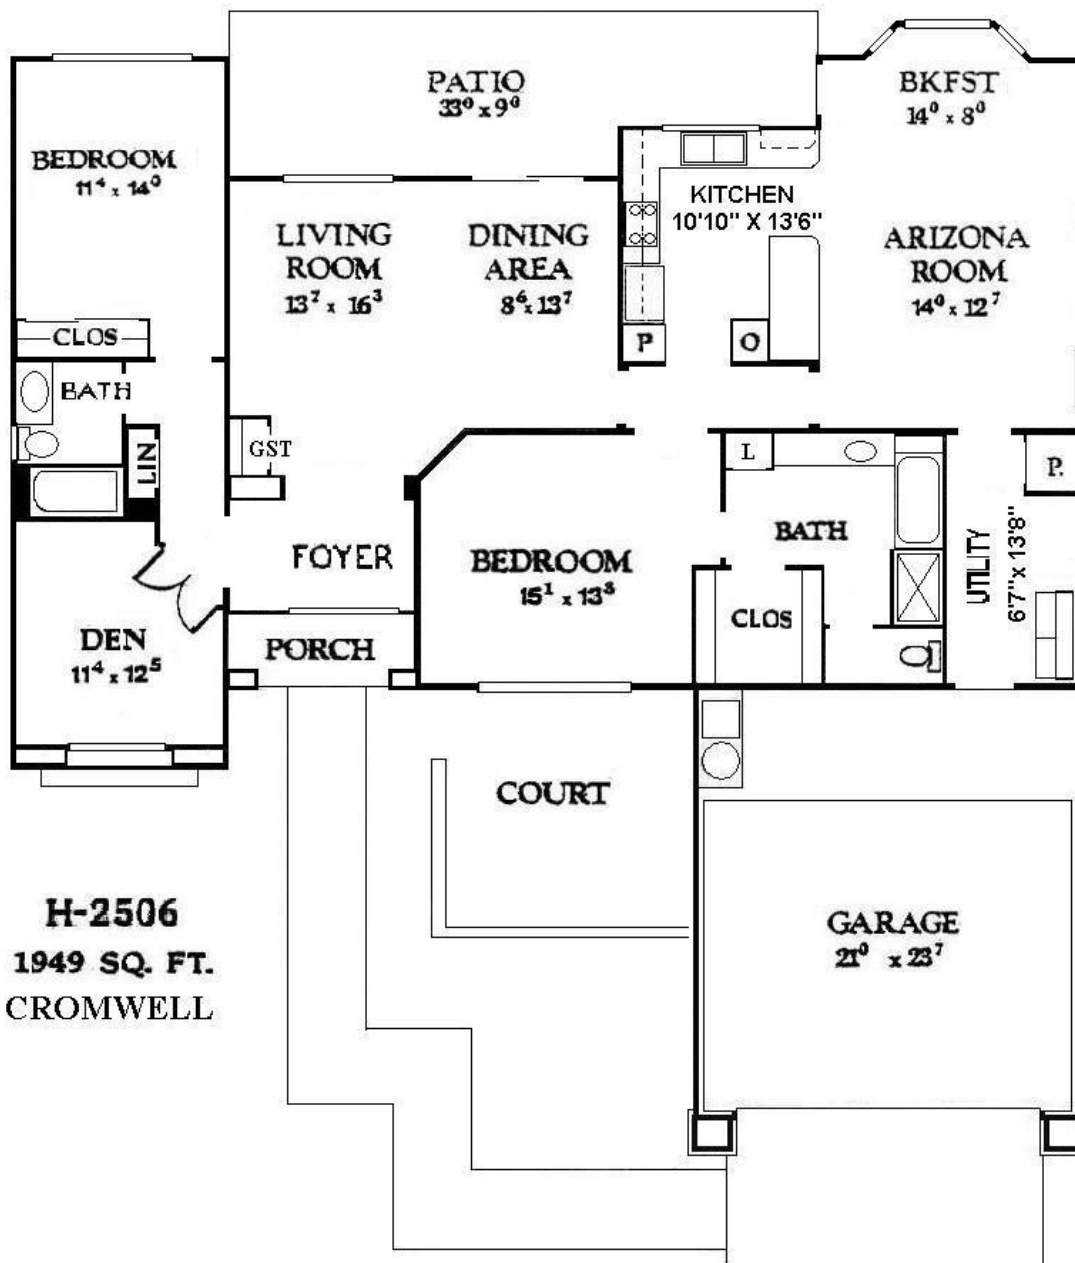 PATIO
33⁰ x 9⁰
BKFST
14⁰ x 8⁰
BEDROOM
11⁴ x 14⁰
KITCHEN
10'10" X 13'6"
LIVING
ROOM
13⁷ x 16³
DINING
AREA
8⁶ x 13⁷
ARIZONA
ROOM
14⁰ x 12⁷
CLOS
P
O
BATH
LIN
GST
L
P.
FOYER
BEDROOM
15¹ x 13³
BATH
UTILITY
6'7" x 13'8"
CLOS
DEN
11⁴ x 12⁵
PORCH
COURT
H-2506
1949 SQ. FT.
CROMWELL
GARAGE
21⁰ x 23⁷